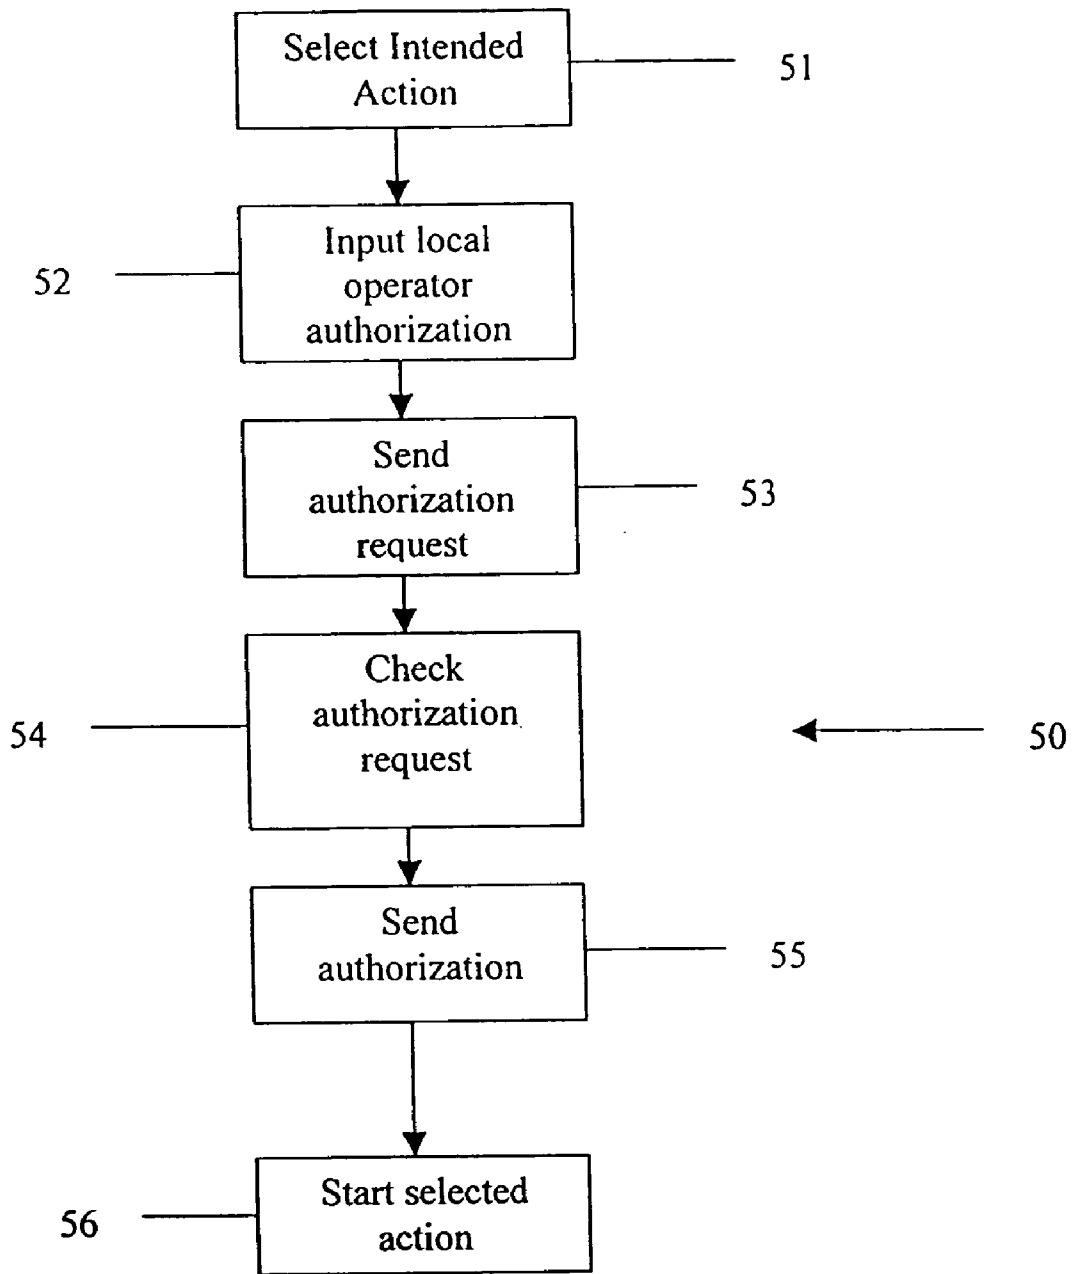 Select Intended
Action
51
Input local
operator
authorization
52
Send
authorization
request
53
Check
authorization
request
54
50
Send
authorization
55
Start selected
action
56